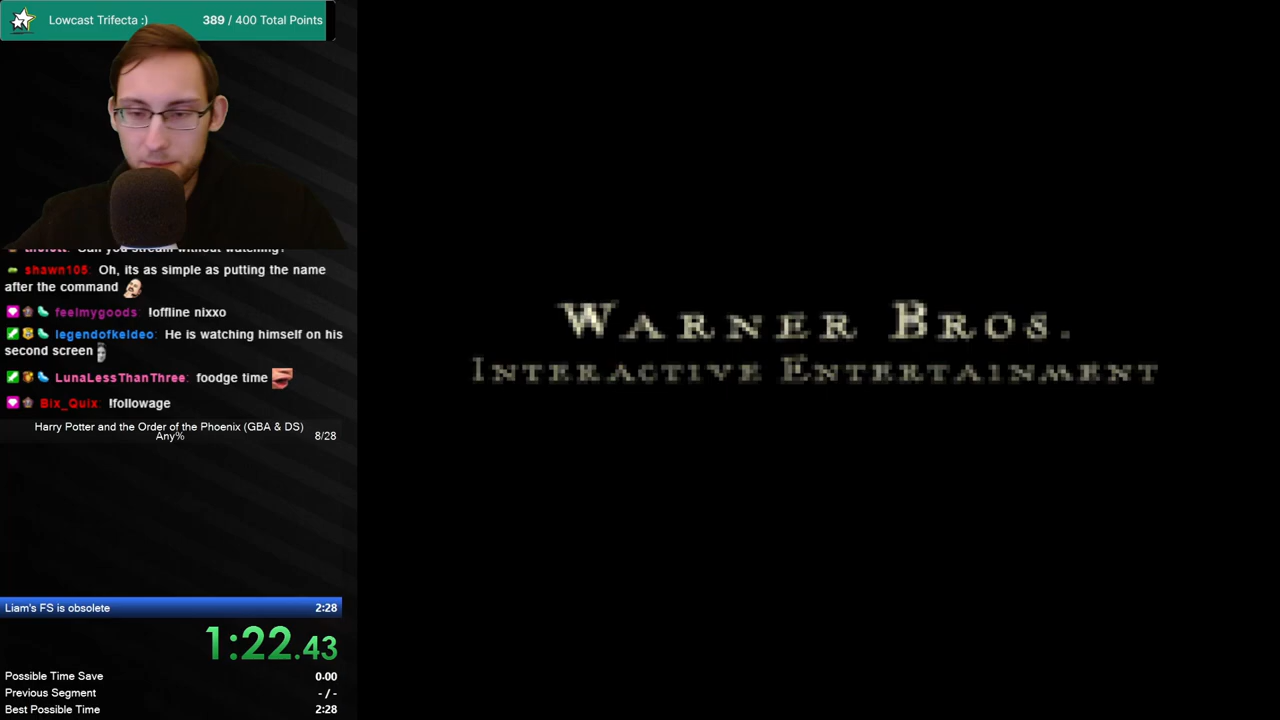 Lowcast Trifecta :) 389 / 400 Total Points
shawn105: Oh, its as simple as putting the name
after the command
feelmygoods: !offline nixxo
legendofkeldeo: He is watching himself on his
second screen
LunaLessThanThree: foodge time
Bix_Quix: !followage
Harry Potter and the Order of the Phoenix (GBA & DS)
Any% 8/28
Liam's FS is obsolete 2:28
1:22.43
Possible Time Save 0.00
Previous Segment - / -
Best Possible Time 2:28
WARNER BROS.
INTERACTIVE ENTERTAINMENT